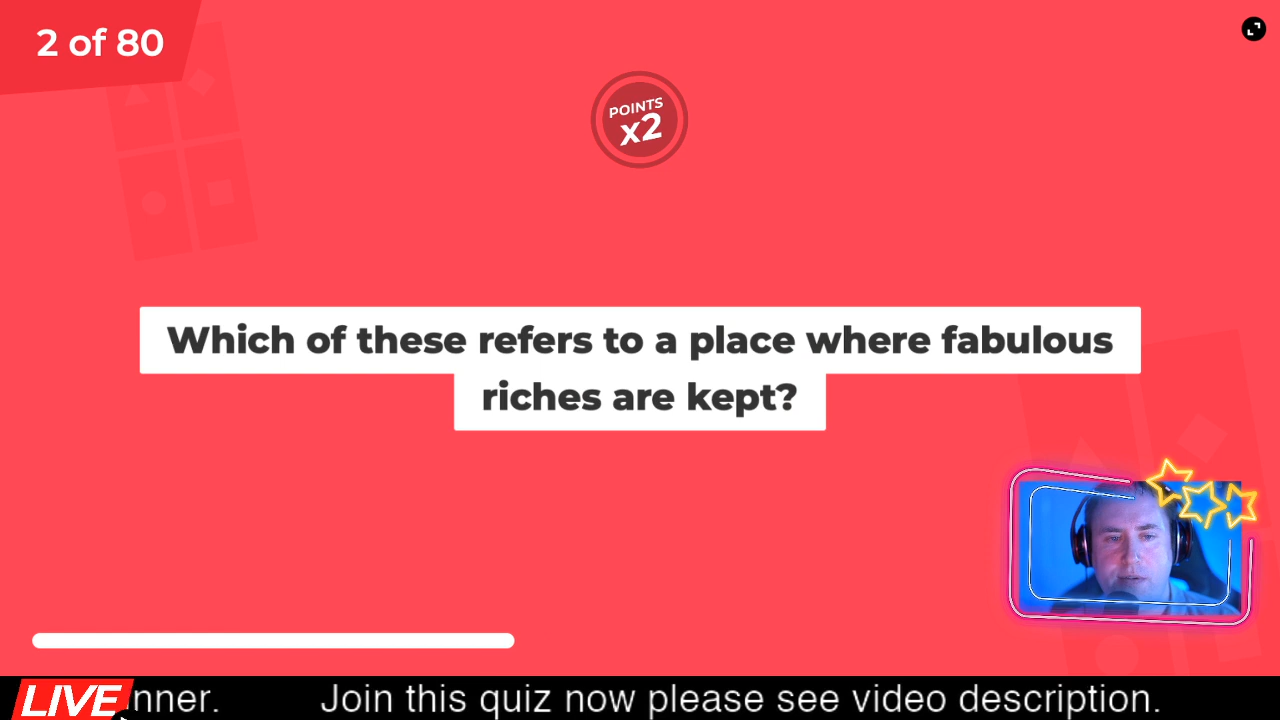 2 of 80
POINTS
x2
Which of these refers to a place where fabulous
riches are kept?
LIVE nner. Join this quiz now please see video description.